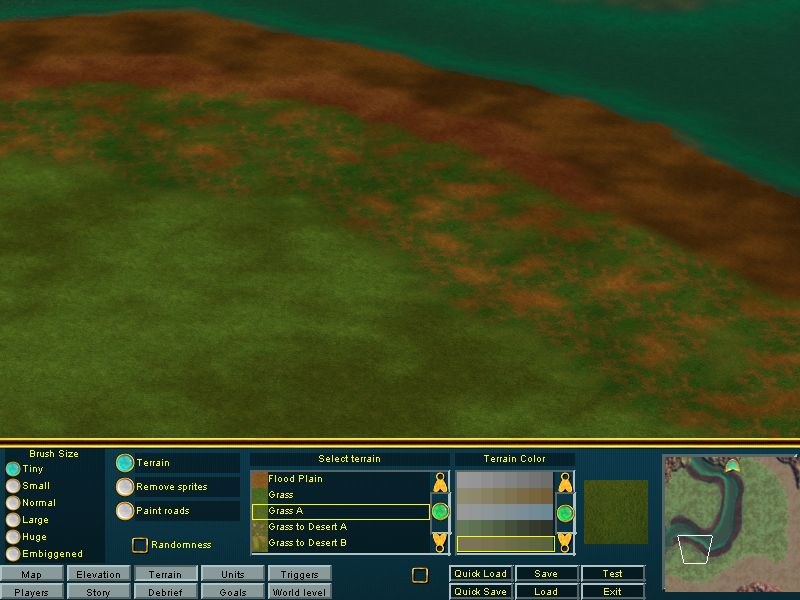 Brush Size
Tiny
Small
Normal
Large
Huge
Embiggened
Terrain
Remove sprites
Paint roads
Randomness
Select terrain
Flood Plain
Grass
Grass A
Grass to Desert A
Grass to Desert B
Terrain Color
Map Elevation Terrain Units Triggers
Players Story Debrief Goals World level
Quick Load Save Test
Quick Save Load Exit